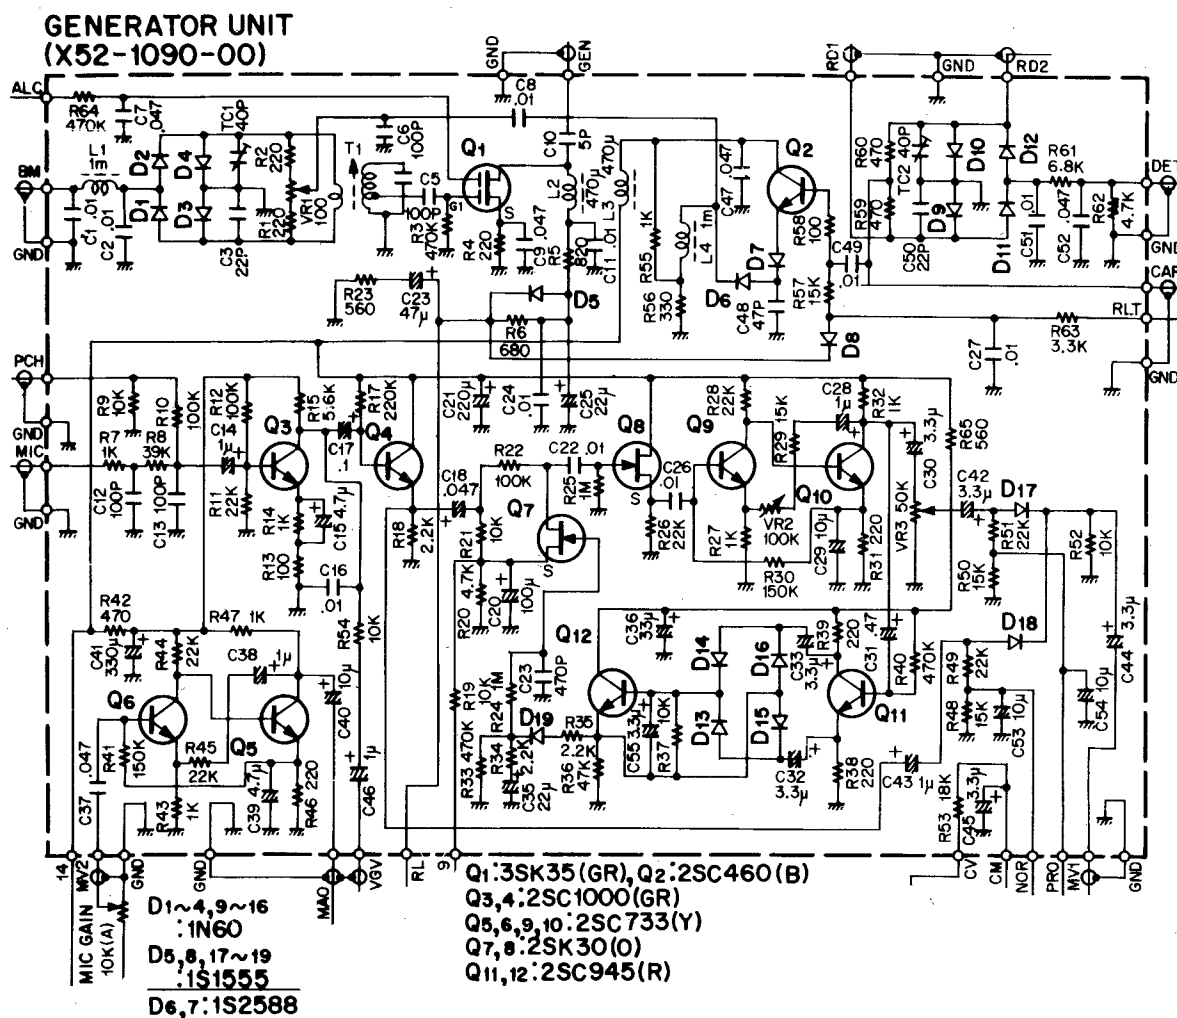 GENERATOR UNIT
(X52-1090-00)
GND
GEN
RD1
GND
RD2
ALC
R64
470K
C7
.047
L1
1m
D2
D4
TC1
40P
R2
220
T1
C6
100P
C8
.01
Q1
C10
5P
470μ
C47
.047
Q2
R60
470
TC2
40P
D10
D12
R61
6.8K
DET
BM
C1
.01
C2
.01
D1
D3
C3
22P
R1
220
VR1
100
C5
100P
G1
R3
470K
R4
220
S
C9
.047
L2
470μ
R5
820
C11
.01
L3
R55
1K
L4
1m
R56
330
D6
D7
C48
47P
R58
100
R57
15K
C49
.01
R59
470
C50
22P
D9
D11
C51
.01
C52
.047
R62
4.7K
GND
GND
CAR
R23
560
C23
47μ
D5
R6
680
D8
RLT
C27
.01
R63
3.3K
GND
PCH
GND
MIC
GND
R9
10K
R10
100K
R12
100K
R7
1K
R8
39K
C14
1μ
C12
100P
C13
100P
R11
22K
Q3
R15
5.6K
C17
.1
R17
220K
Q4
R14
1K
C15
4.7μ
R13
100
C16
.01
R18
2.2K
C21
220μ
C24
.01
C25
22μ
C18
.047
R22
100K
C22 .01
Q7
R25
1M
Q8
S
R21
10K
S
R20
4.7K
C20
100μ
C26
.01
R26
22K
R28
22K
Q9
R27
1K
R29 15K
C28
1μ
VR2
100K
Q10
R30
150K
C29 10μ
R32
1K
R31 220
C30
3.3μ
VR3 50K
R65
560
C42
3.3μ
D17
R51
22K
R50
15K
R52
10K
R42
470
C41
330μ
R44
22K
R47 1K
C38
1μ
R54
10K
C40
10μ
Q6
Q5
R45
22K
R41
150K
C37
.047
R43
1K
C39
4.7μ
R46 220
C46
1μ
R19
10K
R24 1M
C23
470P
D19
R33 470K
R34
2.2K
C35
22μ
R35
2.2K
R36
47K
Q12
C36
33μ
C55
3.3μ
R37
10K
D14
D16
D13
D15
C33
3.3μ
R39
220
C31 .47
R40
470K
Q11
C32
3.3μ
R38
220
C43
1μ
D18
R49
22K
R48
15K
C53 10μ
C54 10μ
C44
3.3μ
R53 18K
C45
3.3μ
14
MV2
GND
GND
MAO
VGV
RL
9
CV
CM
NOR
PRO
MV1
GND
MIC GAIN
10K(A)
D1~4,9~16
:1N60
D5,8,17~19
:1S1555
D6,7:1S2588
Q1:3SK35(GR), Q2:2SC460(B)
Q3,4:2SC1000(GR)
Q5,6,9,10:2SC733(Y)
Q7,8:2SK30(O)
Q11,12:2SC945(R)